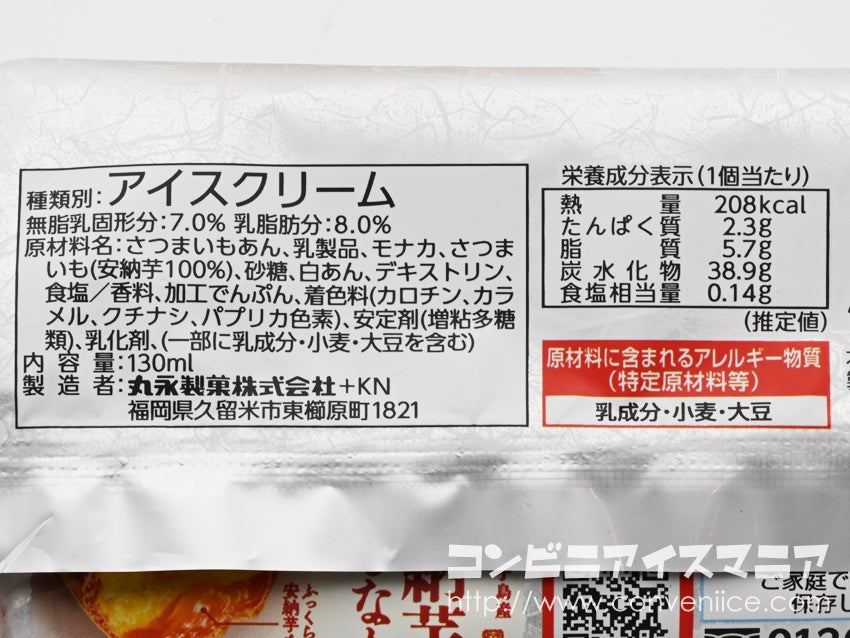 種類別:アイスクリーム
無脂乳固形分:7.0% 乳脂肪分:8.0%
原材料名:さつまいもあん、乳製品、モナカ、さつま
いも(安納芋100%)、砂糖、白あん、デキストリン、
食塩/香料、加工でんぷん、着色料(カロチン、カラ
メル、クチナシ、パプリカ色素)、安定剤(増粘多糖
類)、乳化剤、(一部に乳成分・小麦・大豆を含む)
内容量:130ml
製造者:丸永製菓株式会社+KN
福岡県久留米市東櫛原町1821
栄養成分表示(1個当たり)
熱量 208kcal
たんぱく質 2.3g
脂質 5.7g
炭水化物 38.9g
食塩相当量 0.14g
(推定値)
原材料に含まれるアレルギー物質
(特定原材料等)
乳成分・小麦・大豆
コンビニアイスマニア
http://www.conveniice.com/
ふっくら
安納芋
ご家庭で
保存し